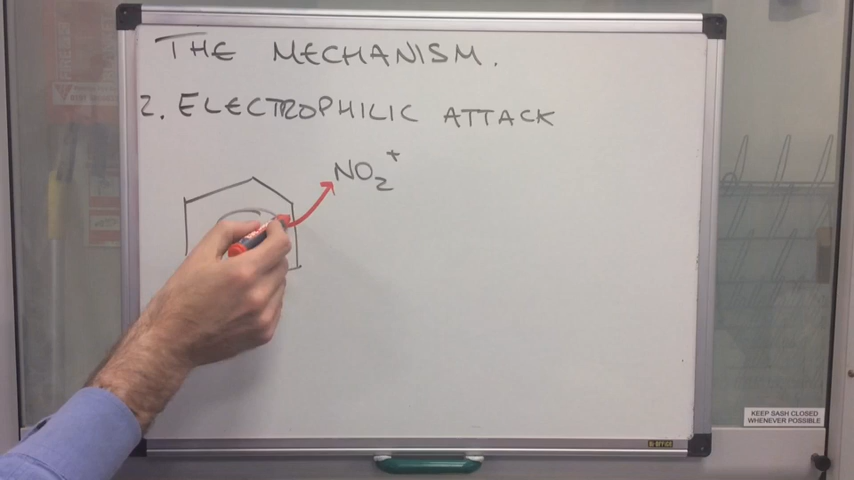 THE MECHANISM.
2. ELECTROPHILIC ATTACK
NO2+
KEEP SASH CLOSED
WHENEVER POSSIBLE